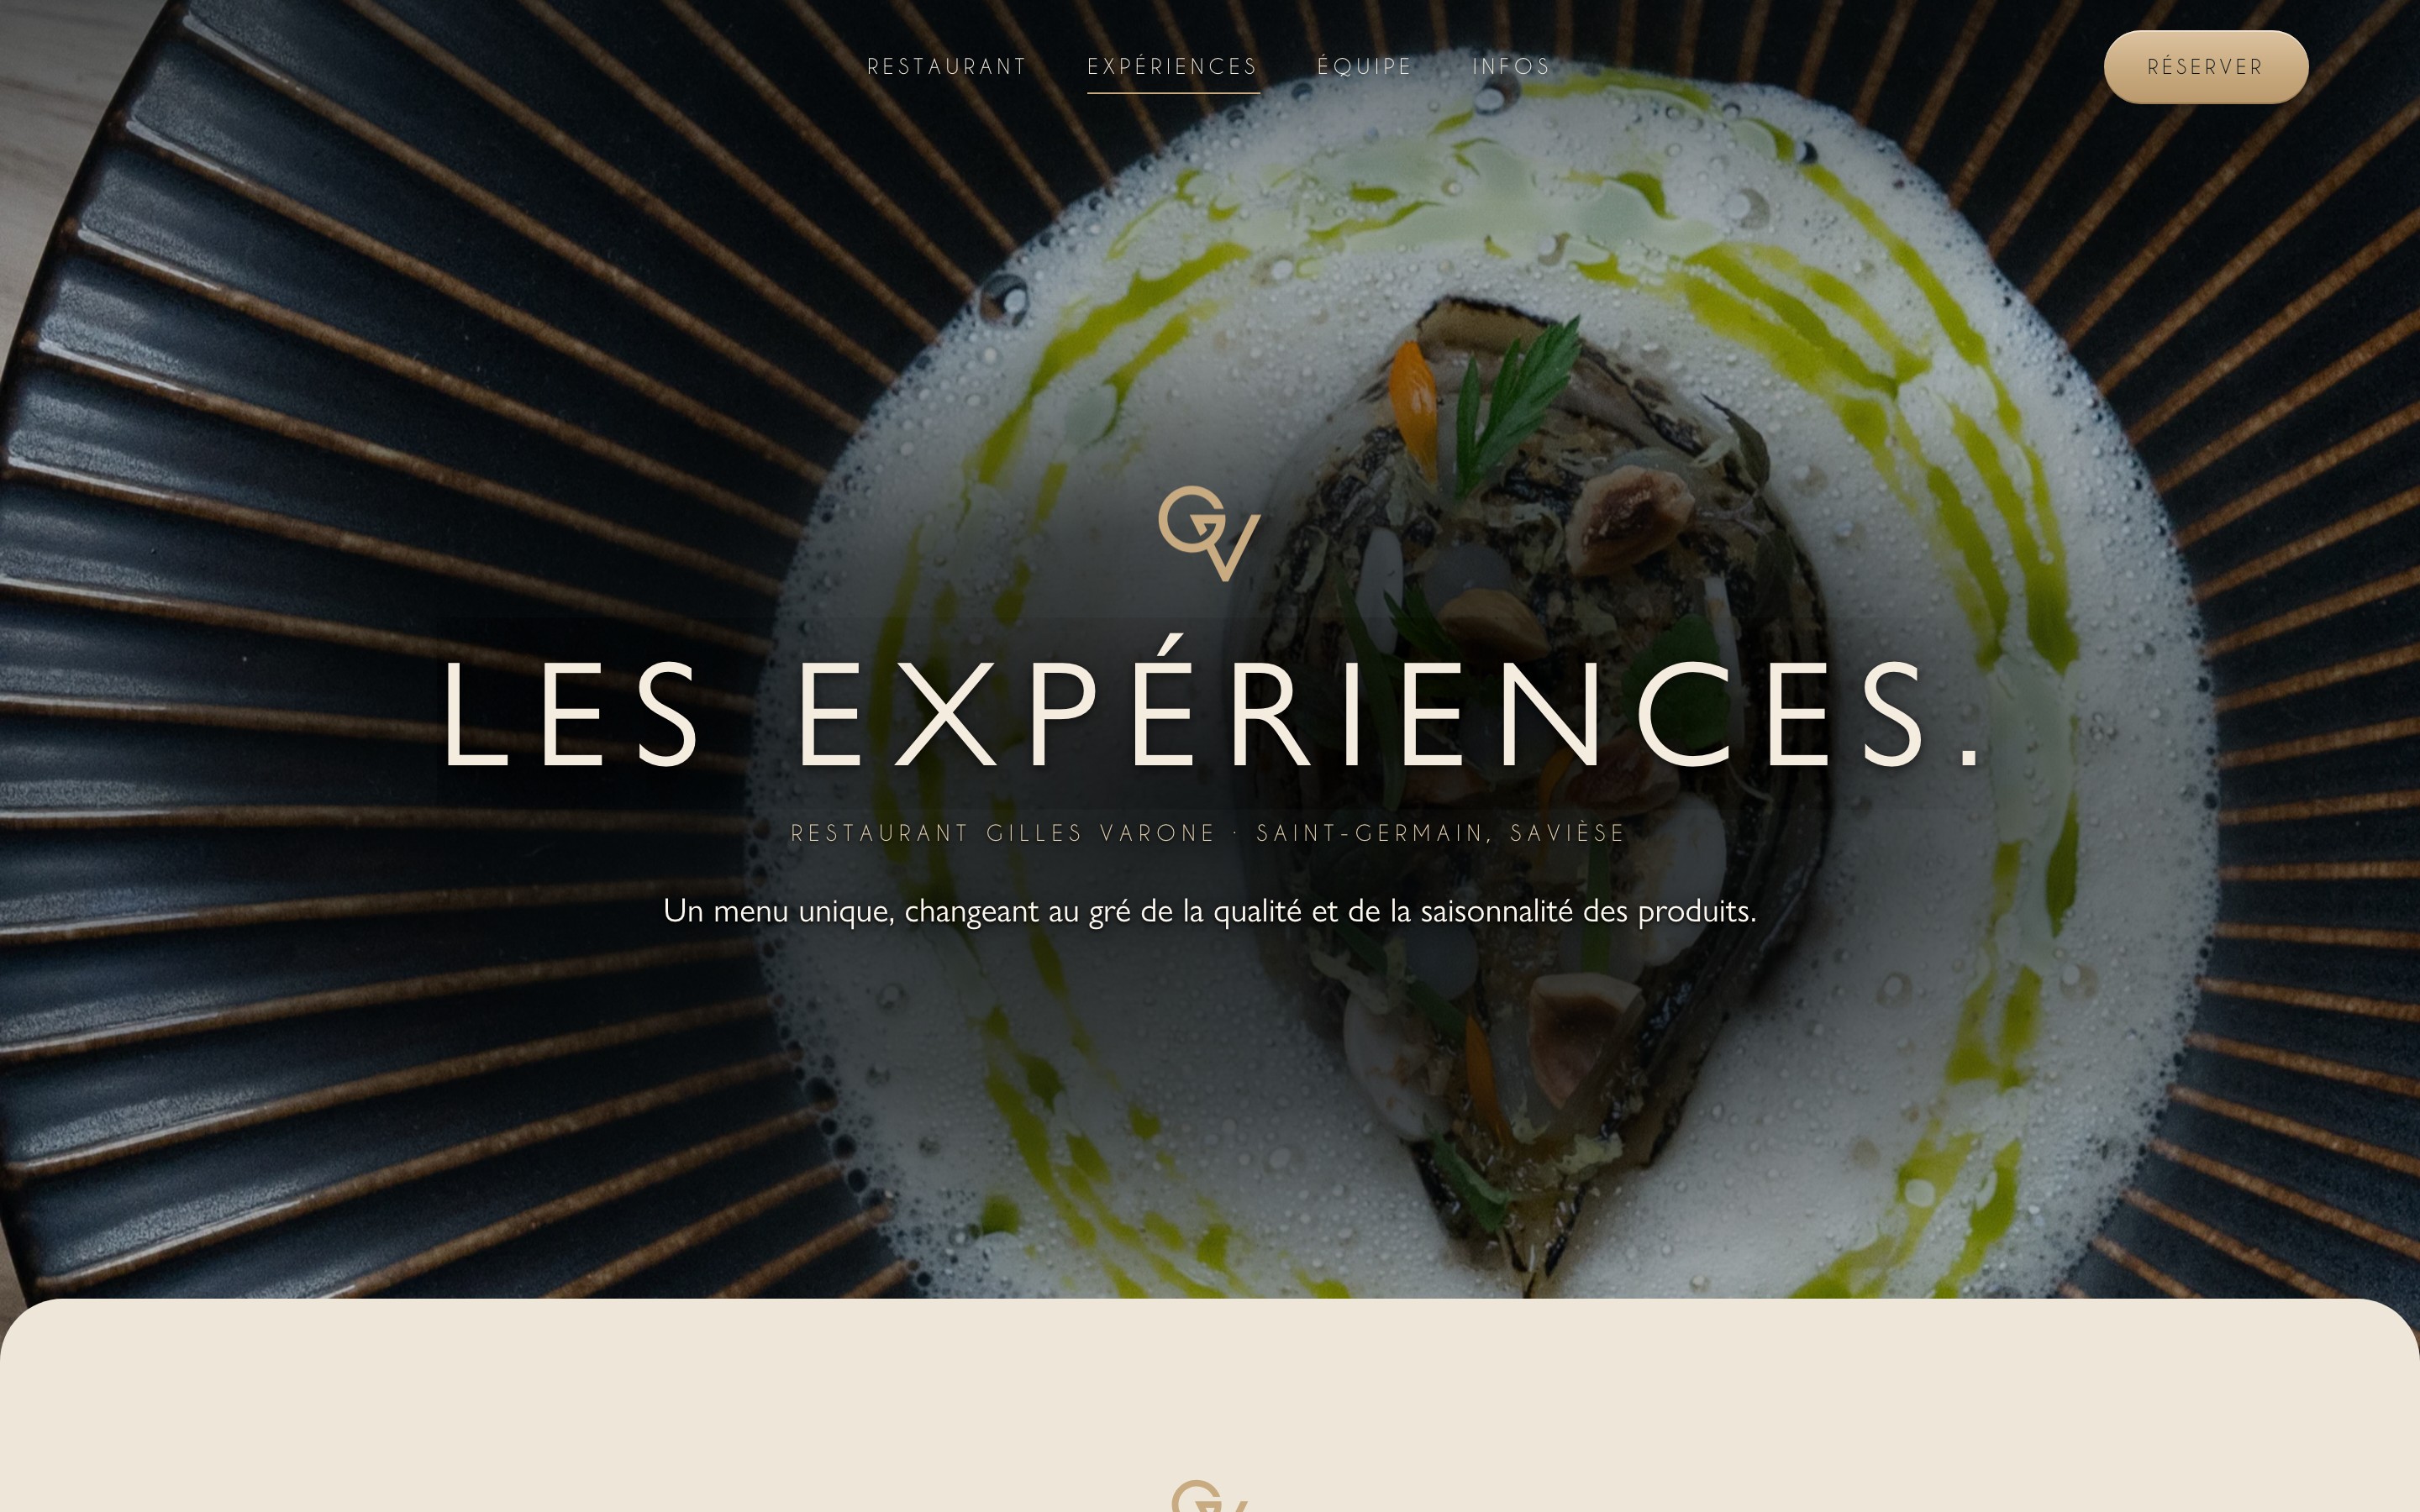 RESTAURANT EXPÉRIENCES ÉQUIPE INFOS RÉSERVER
GV
LES EXPÉRIENCES.
RESTAURANT GILLES VARONE · SAINT-GERMAIN, SAVIÈSE
Un menu unique, changeant au gré de la qualité et de la saisonnalité des produits.